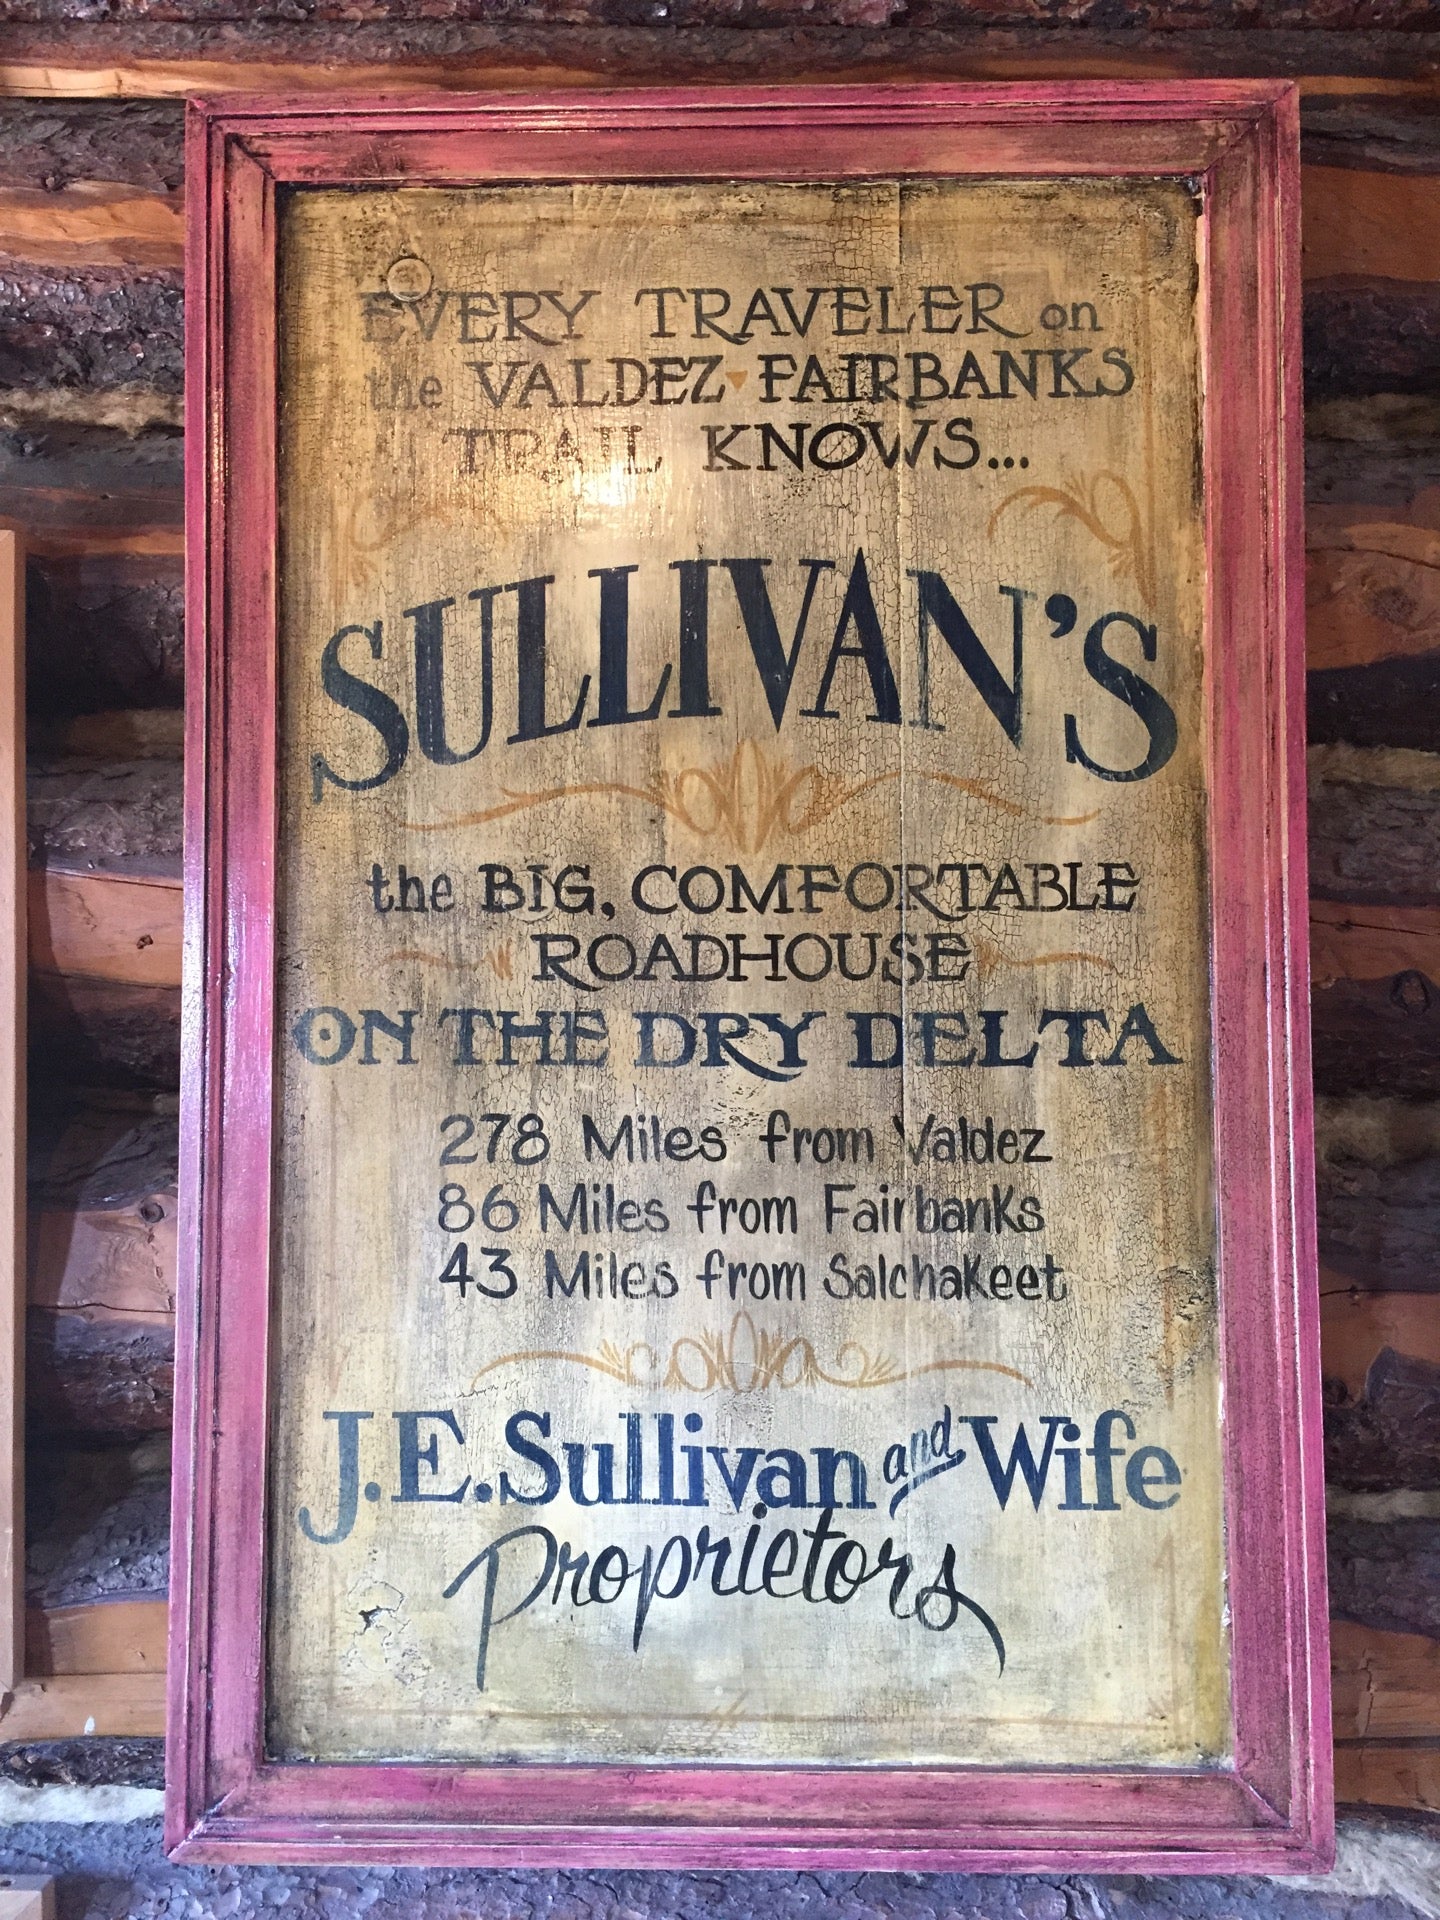 EVERY TRAVELER on
the VALDEZ FAIRBANKS
TRAIL KNOWS...
SULLIVAN'S
the BIG, COMFORTABLE
ROADHOUSE
ON THE DRY DELTA
278 Miles from Valdez
86 Miles from Fairbanks
43 Miles from Salchakeet
J.E. Sullivan and Wife
Proprietors